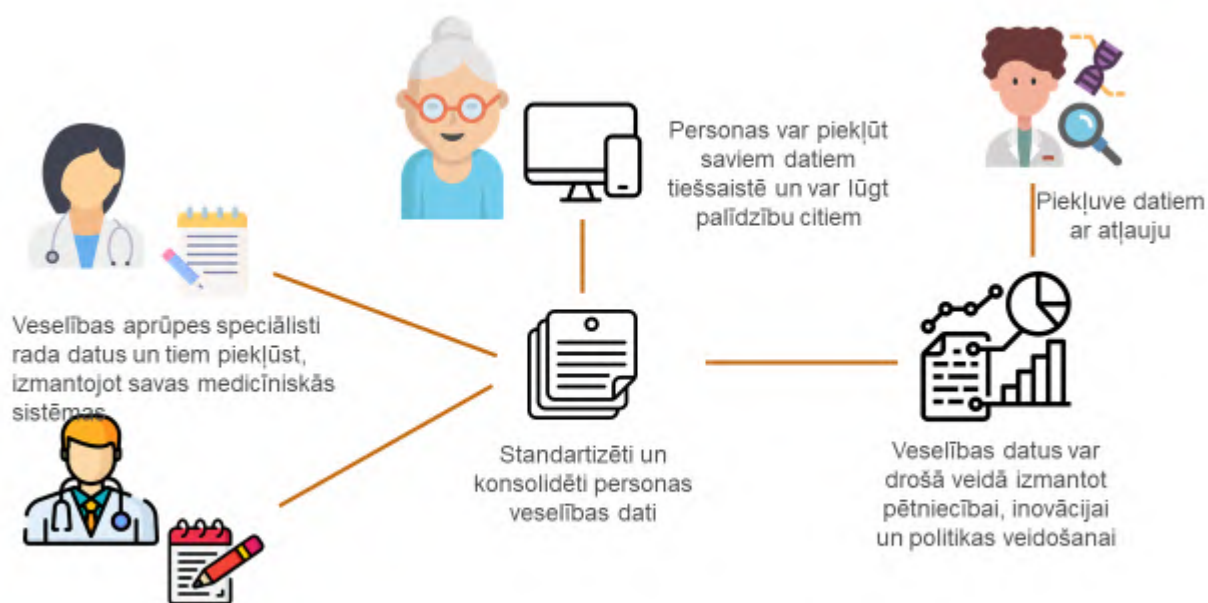 Personas var piekļūt
saviem datiem
tiešsaistē un var lūgt
palīdzību citiem
Piekļuve datiem
ar atļauju
Veselības aprūpes speciālisti
rada datus un tiem piekļūst,
izmantojot savas medicīniskās
sistēmas
Standartizēti un
konsolidēti personas
veselības dati
Veselības datus var
drošā veidā izmantot
pētniecībai, inovācijai
un politikas veidošanai